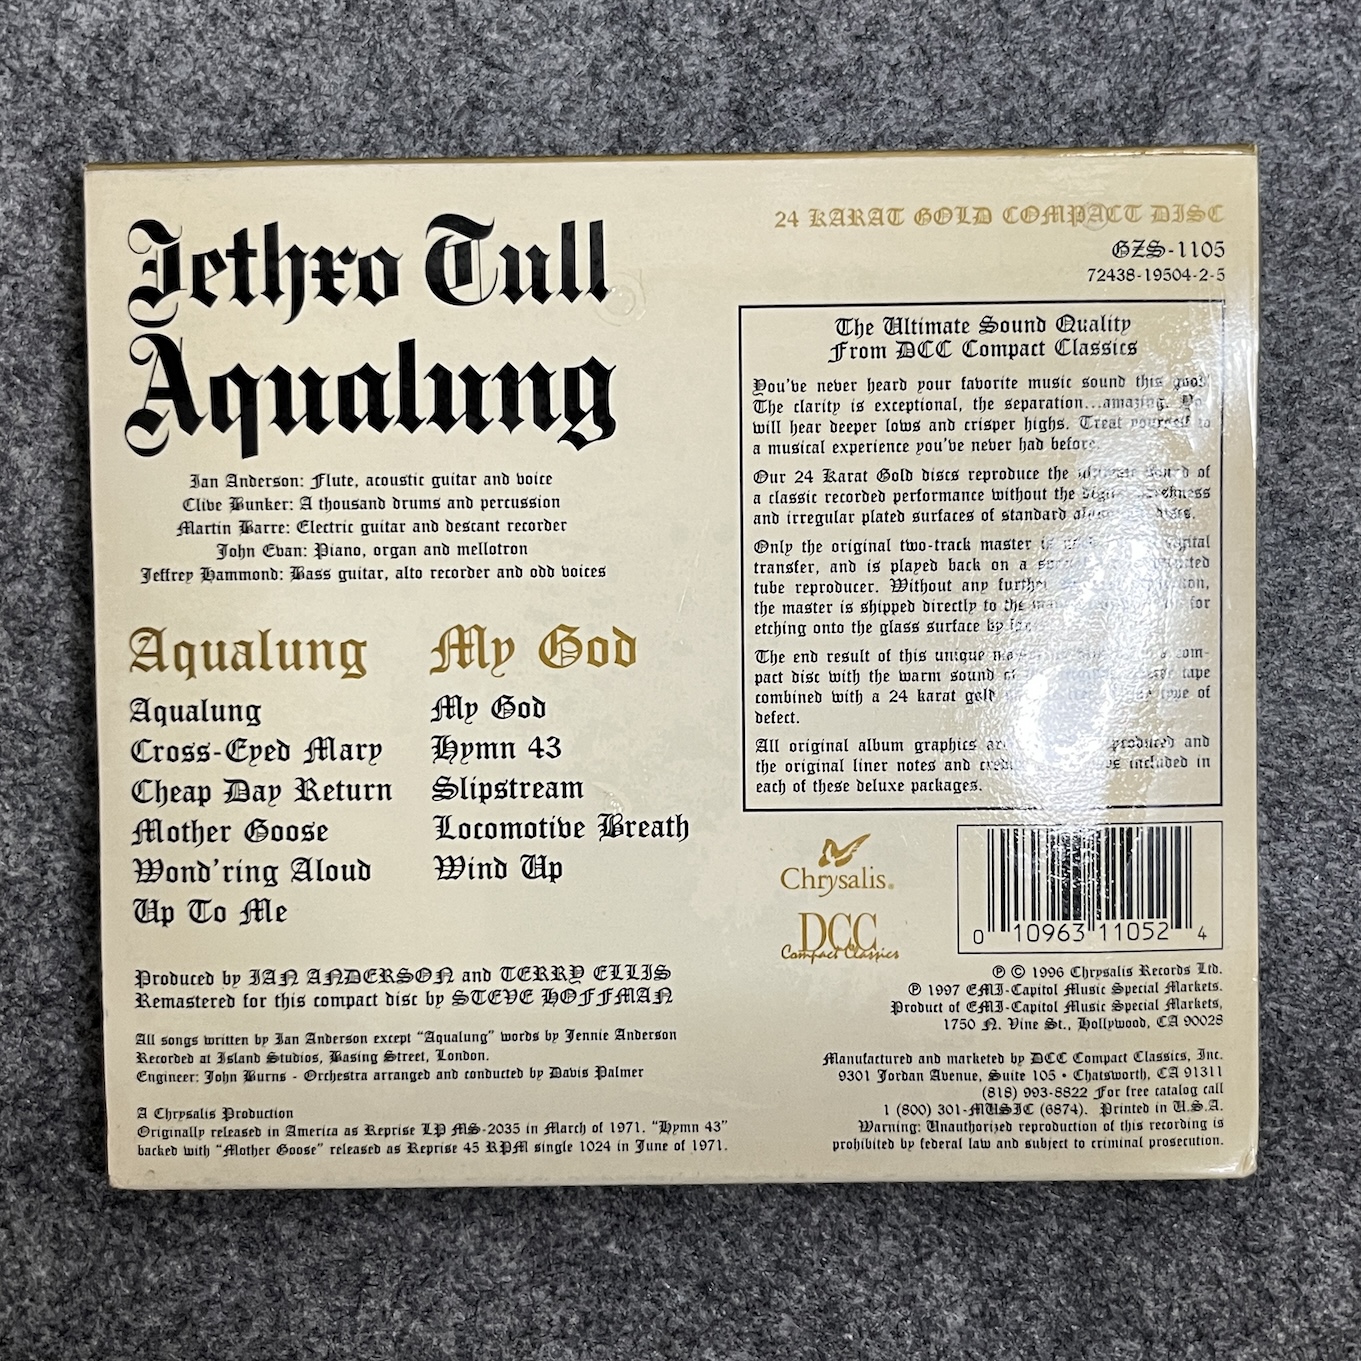 Jethro Tull
Aqualung
Ian Anderson: Flute, acoustic guitar and voice
Clive Bunker: A thousand drums and percussion
Martin Barre: Electric guitar and descant recorder
John Evan: Piano, organ and mellotron
Jeffrey Hammond: Bass guitar, alto recorder and odd voices
Aqualung
Aqualung
Cross-Eyed Mary
Cheap Day Return
Mother Goose
Wond'ring Aloud
Up To Me
My God
My God
Hymn 43
Slipstream
Locomotive Breath
Wind Up
Produced by IAN ANDERSON and TERRY ELLIS
Remastered for this compact disc by STEVE HOFFMAN
All songs written by Ian Anderson except “Aqualung” words by Jennie Anderson
Recorded at Island Studios, Basing Street, London.
Engineer: John Burns - Orchestra arranged and conducted by Davis Palmer
A Chrysalis Production
Originally released in America as Reprise LP MS-2035 in March of 1971. “Hymn 43”
backed with “Mother Goose” released as Reprise 45 RPM single 1024 in June of 1971.
24 KARAT GOLD COMPACT DISC
GZS-1105
72438-19504-2-5
The Ultimate Sound Quality
From DCC Compact Classics
You've never heard your favorite music sound this good!
The clarity is exceptional, the separation...amazing. You
will hear deeper lows and crisper highs. Treat yourself to
a musical experience you've never had before.
Our 24 Karat Gold discs reproduce the ultimate sound of
a classic recorded performance without the
and irregular plated surfaces of standard discs.
Only the original two-track master is digital
transfer, and is played back on a
tube reproducer. Without any further
the master is shipped directly to the for
etching onto the glass surface by
The end result of this unique com-
pact disc with the warm sound tape
combined with a 24 karat gold of
defect.
All original album graphics and
the original liner notes and included in
each of these deluxe packages.
Chrysalis®
DCC
Compact Classics
0 10963 11052 4
℗ © 1996 Chrysalis Records Ltd.
℗ 1997 EMI-Capitol Music Special Markets.
Product of EMI-Capitol Music Special Markets,
1750 N. Vine St., Hollywood, CA 90028
Manufactured and marketed by DCC Compact Classics, Inc.
9301 Jordan Avenue, Suite 105 • Chatsworth, CA 91311
(818) 993-8822 For free catalog call
1 (800) 301-MUSIC (6874). Printed in U.S.A.
Warning: Unauthorized reproduction of this recording is
prohibited by federal law and subject to criminal prosecution.